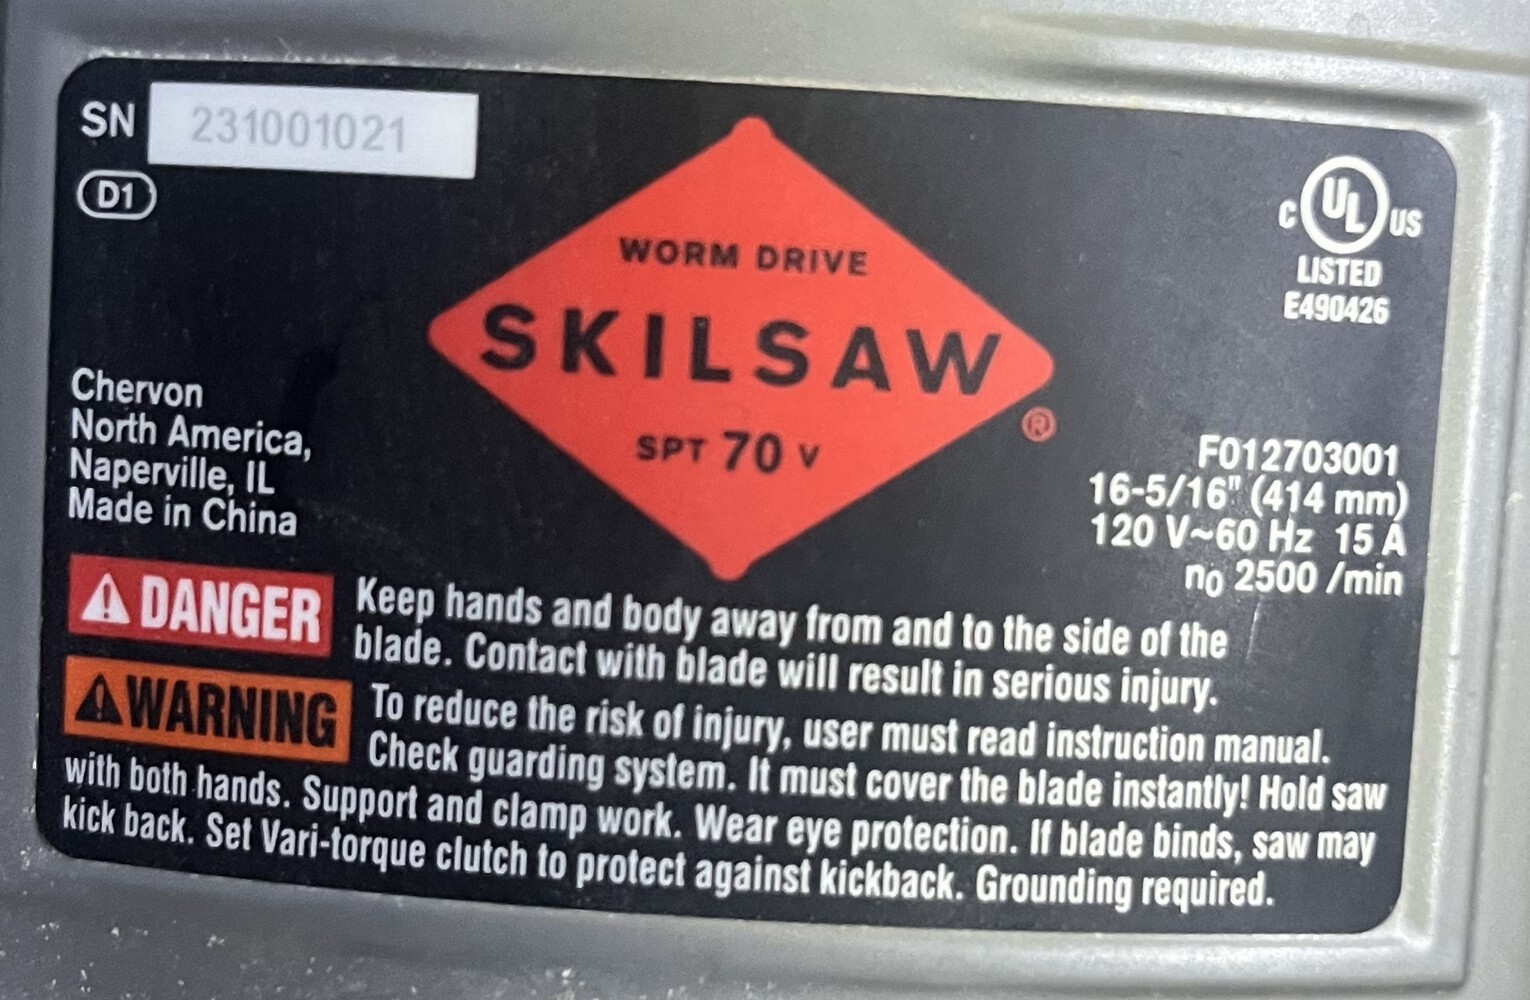 SN 231001021
D1
WORM DRIVE
SKILSAW
SPT 70 V
®
C UL US
LISTED
E490426
Chervon
North America,
Naperville, IL
Made in China
F012703001
16-5/16" (414 mm)
120 V~60 Hz 15 A
n0 2500 /min
DANGER Keep hands and body away from and to the side of the
blade. Contact with blade will result in serious injury.
WARNING To reduce the risk of injury, user must read instruction manual.
Check guarding system. It must cover the blade instantly! Hold saw
with both hands. Support and clamp work. Wear eye protection. If blade binds, saw may
kick back. Set Vari-torque clutch to protect against kickback. Grounding required.